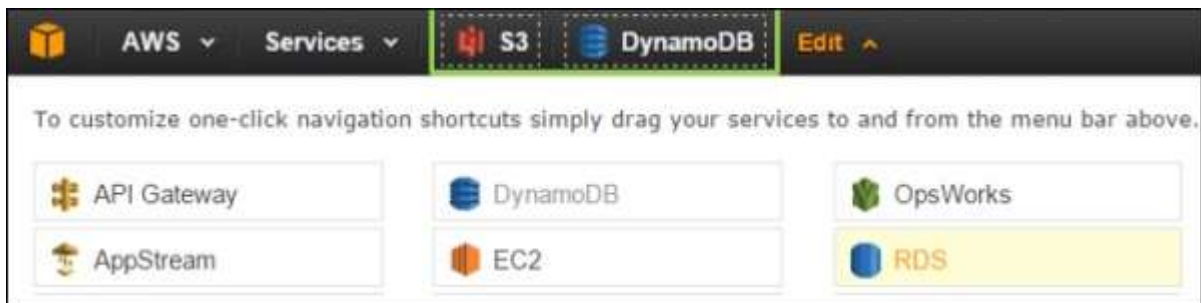 AWS Services S3 DynamoDB Edit
To customize one-click navigation shortcuts simply drag your services to and from the menu bar above.
API Gateway DynamoDB OpsWorks
AppStream EC2 RDS